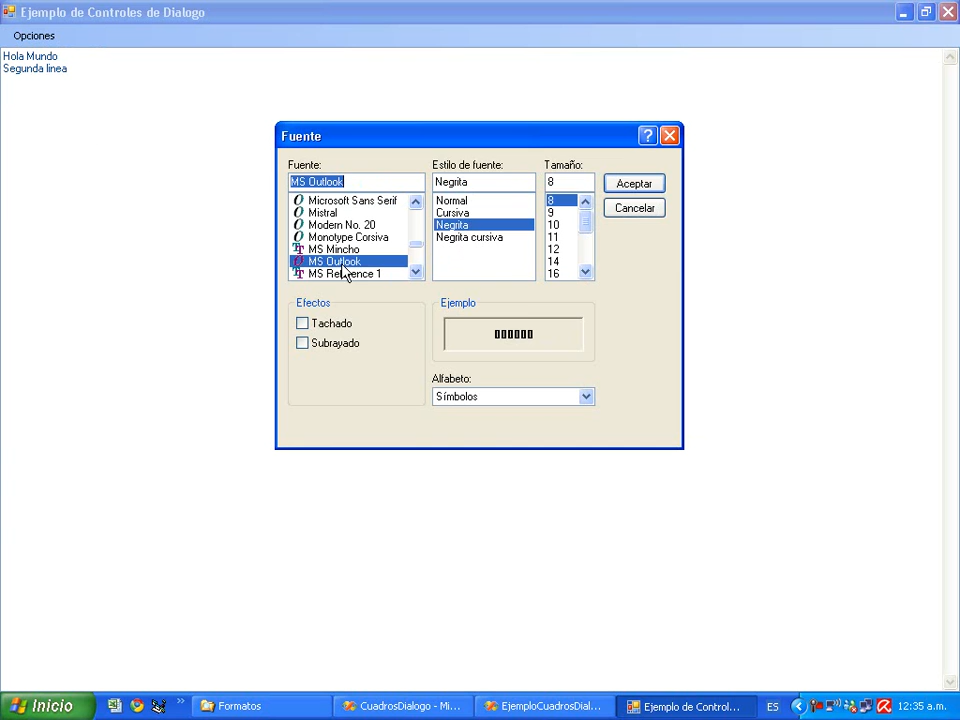 Ejemplo de Controles de Dialogo
Opciones
Hola Mundo
Segunda linea
Fuente
Fuente:
Estilo de fuente:
Tamaño:
MS Outlook
Negrita
8
Aceptar
Microsoft Sans Serif
Normal
8
Mistral
Cursiva
9
Cancelar
Modern No. 20
Negrita
10
Monotype Corsiva
Negrita cursiva
11
MS Mincho
12
MS Outlook
14
MS Reference 1
16
Efectos
Ejemplo
Tachado
Subrayado
Alfabeto:
Símbolos
Inicio
Formatos
CuadrosDialogo - Mi...
EjemploCuadrosDial...
Ejemplo de Control...
ES
12:35 a.m.